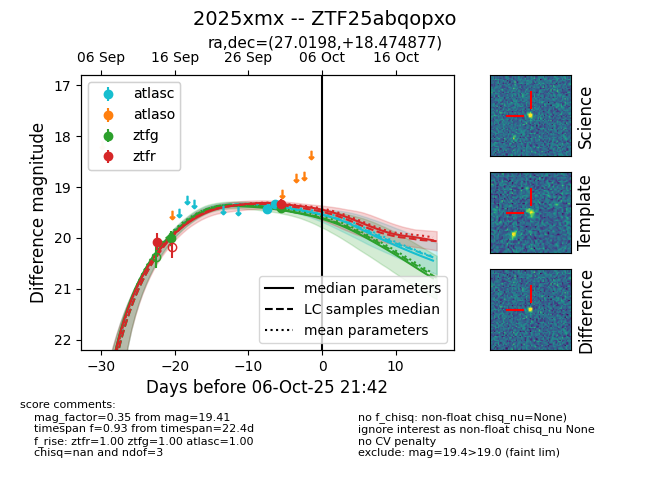 2025xmx -- ZTF25abqopxo
ra,dec=(27.0198,+18.474877)
06 Sep 16 Sep 26 Sep 06 Oct 16 Oct
17
18
19
20
21
22
Difference magnitude
atlasc
atlaso
ztfg
ztfr
median parameters
LC samples median
mean parameters
−30 −20 −10 0 10
Days before 06-Oct-25 21:42
Science
Template
Difference
score comments:
mag_factor=0.35 from mag=19.41
timespan f=0.93 from timespan=22.4d
f_rise: ztfr=1.00 ztfg=1.00 atlasc=1.00
chisq=nan and ndof=3
no f_chisq: non-float chisq_nu=None)
ignore interest as non-float chisq_nu None
no CV penalty
exclude: mag=19.4>19.0 (faint lim)